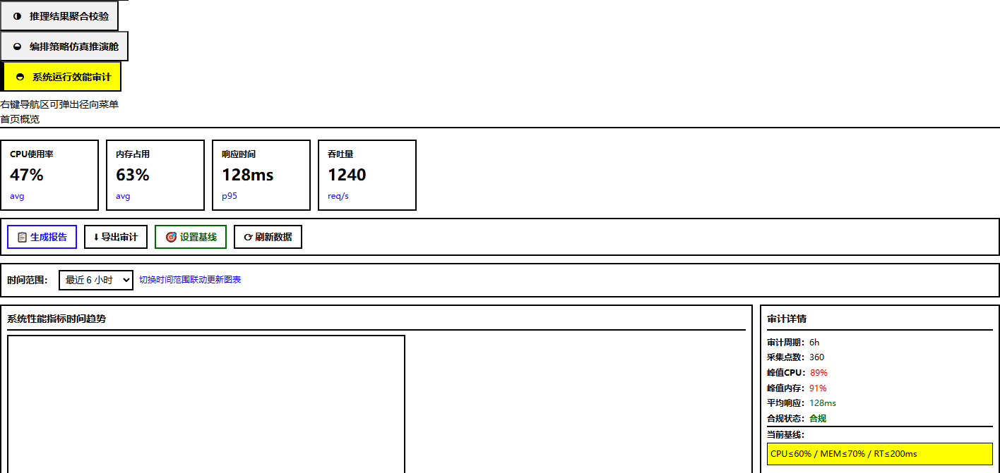 推理结果聚合校验
编排策略仿真推演舱
系统运行效能审计
右键导航区可弹出径向菜单
首页概览
CPU使用率
47%
avg
内存占用
63%
avg
响应时间
128ms
p95
吞吐量
1240
req/s
生成报告
导出审计
设置基线
刷新数据
时间范围：
最近 6 小时
切换时间范围联动更新图表
系统性能指标时间趋势
审计详情
审计周期：6h
采集点数：360
峰值CPU：89%
峰值内存：91%
平均响应：128ms
合规状态：合规
当前基线：
CPU≤60% / MEM≤70% / RT≤200ms